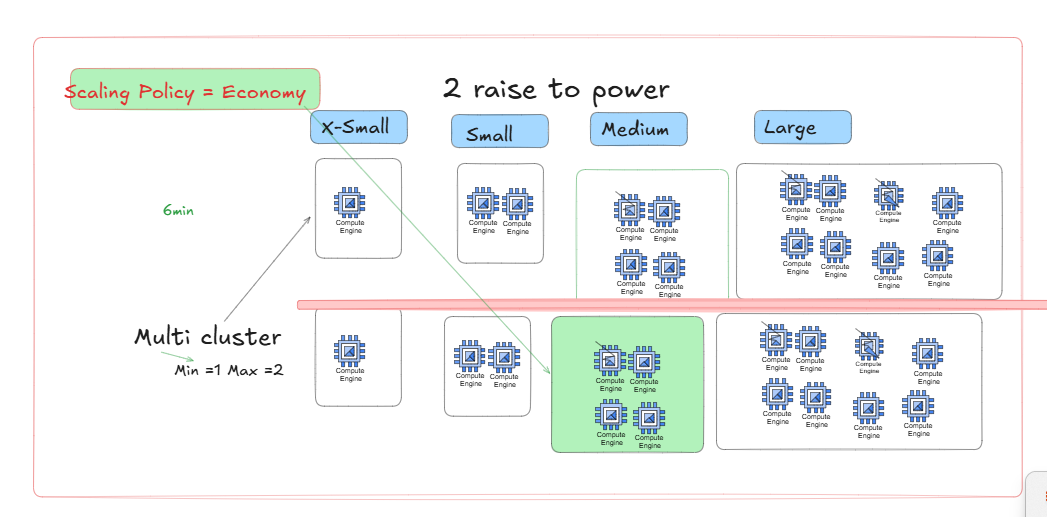 Scaling Policy = Economy
2 raise to power
X-Small
Small
Medium
Large
6min
Compute
Engine
Compute
Engine
Compute
Engine
Compute
Engine
Compute
Engine
Compute
Engine
Compute
Engine
Compute
Engine
Compute
Engine
Compute
Engine
Compute
Engine
Compute
Engine
Compute
Engine
Compute
Engine
Compute
Engine
Multi cluster
Min =1 Max =2
Compute
Engine
Compute
Engine
Compute
Engine
Compute
Engine
Compute
Engine
Compute
Engine
Compute
Engine
Compute
Engine
Compute
Engine
Compute
Engine
Compute
Engine
Compute
Engine
Compute
Engine
Compute
Engine
Compute
Engine